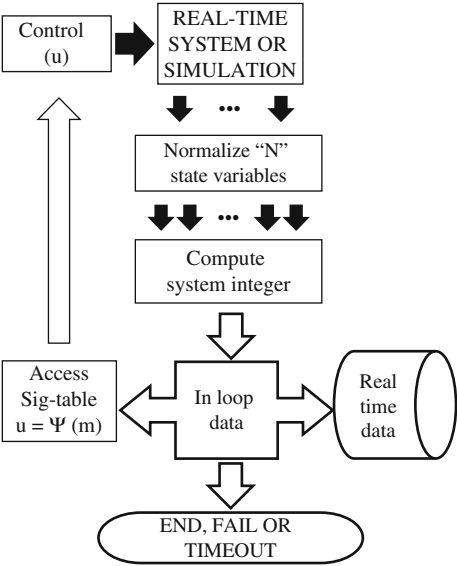 Control
(u)
REAL-TIME
SYSTEM OR
SIMULATION
...
Normalize “N”
state variables
...
Compute
system integer
Access
Sig-table
u = Ψ (m)
In loop
data
Real
time
data
END, FAIL OR
TIMEOUT